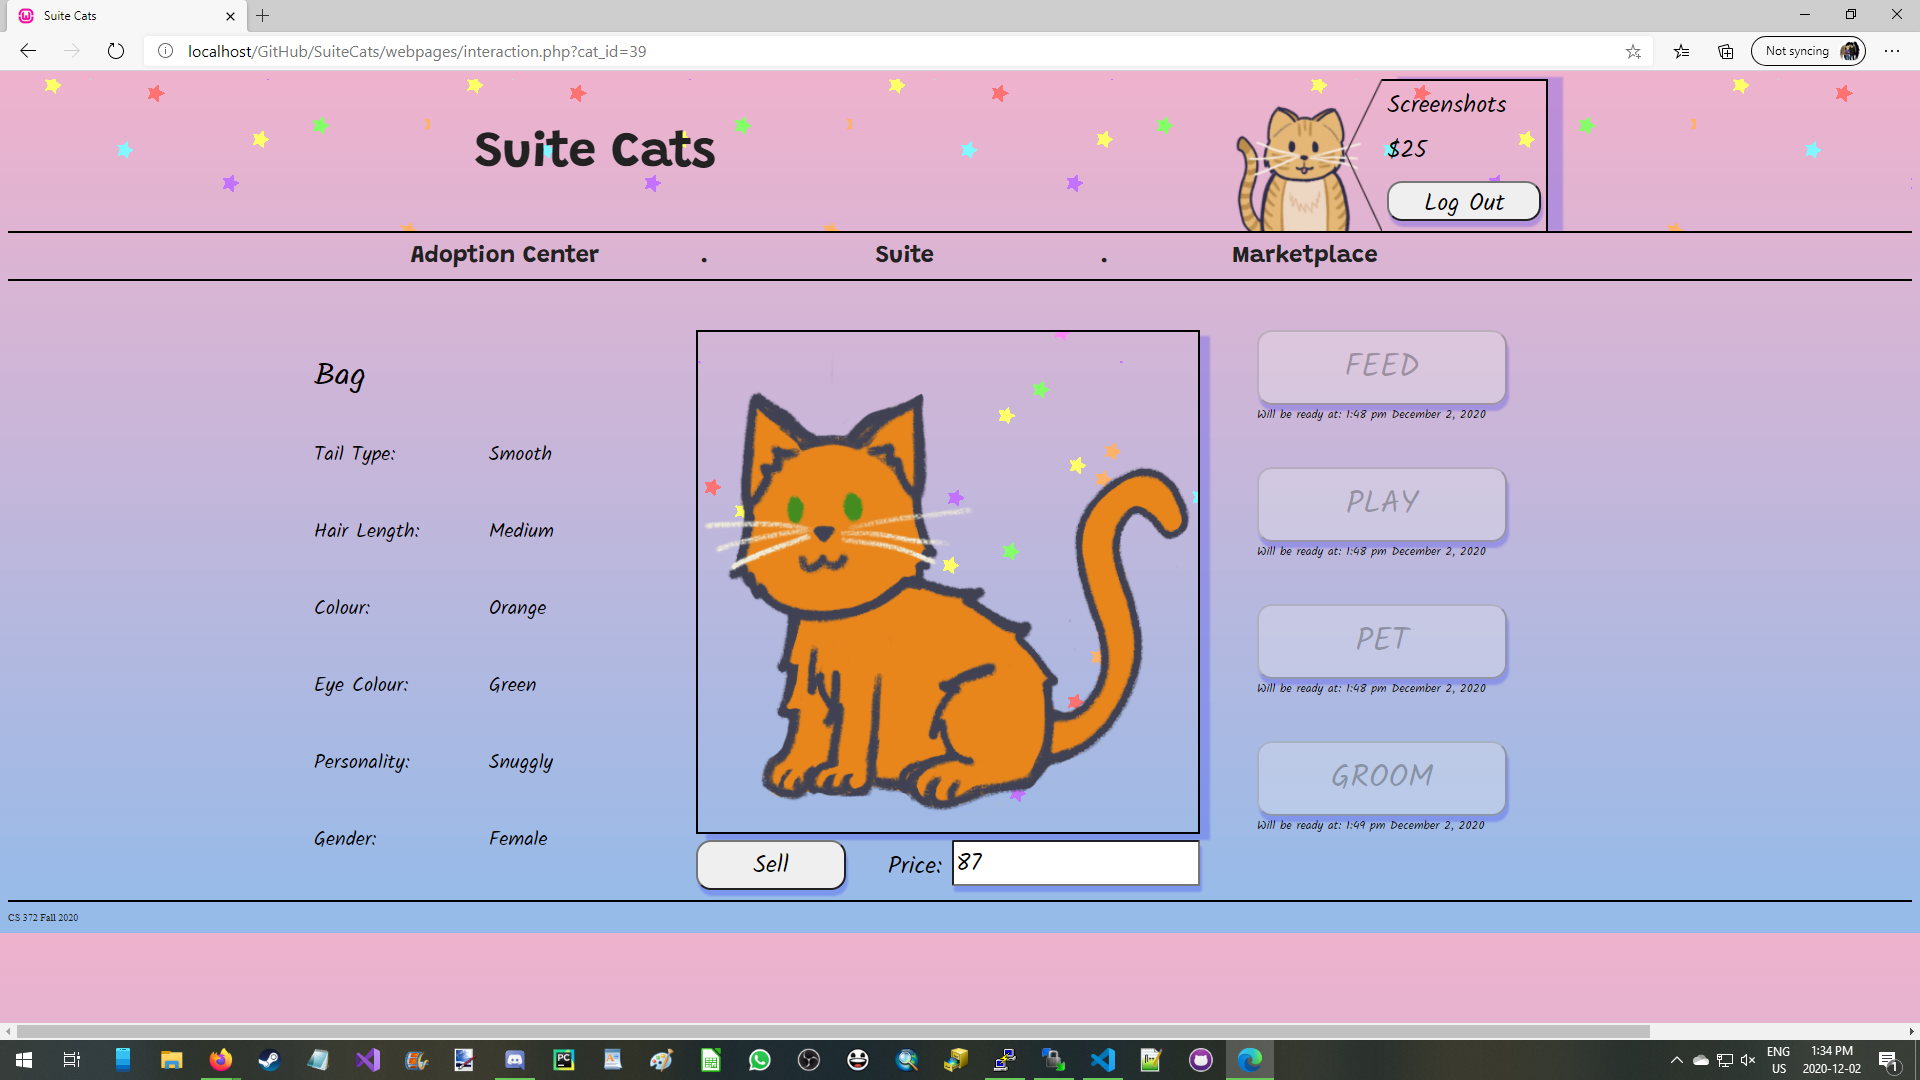 Suite Cats
localhost/GitHub/SuiteCats/webpages/interaction.php?cat_id=39
Not syncing
Suite Cats
Screenshots
$25
Log Out
Adoption Center . Suite . Marketplace
Bag
Tail Type: Smooth
Hair Length: Medium
Colour: Orange
Eye Colour: Green
Personality: Snuggly
Gender: Female
Sell Price: 87
FEED
Will be ready at: 1:48 pm December 2, 2020
PLAY
Will be ready at: 1:48 pm December 2, 2020
PET
Will be ready at: 1:48 pm December 2, 2020
GROOM
Will be ready at: 1:49 pm December 2, 2020
CS 372 Fall 2020
PC
ENG
US
1:34 PM
2020-12-02
1